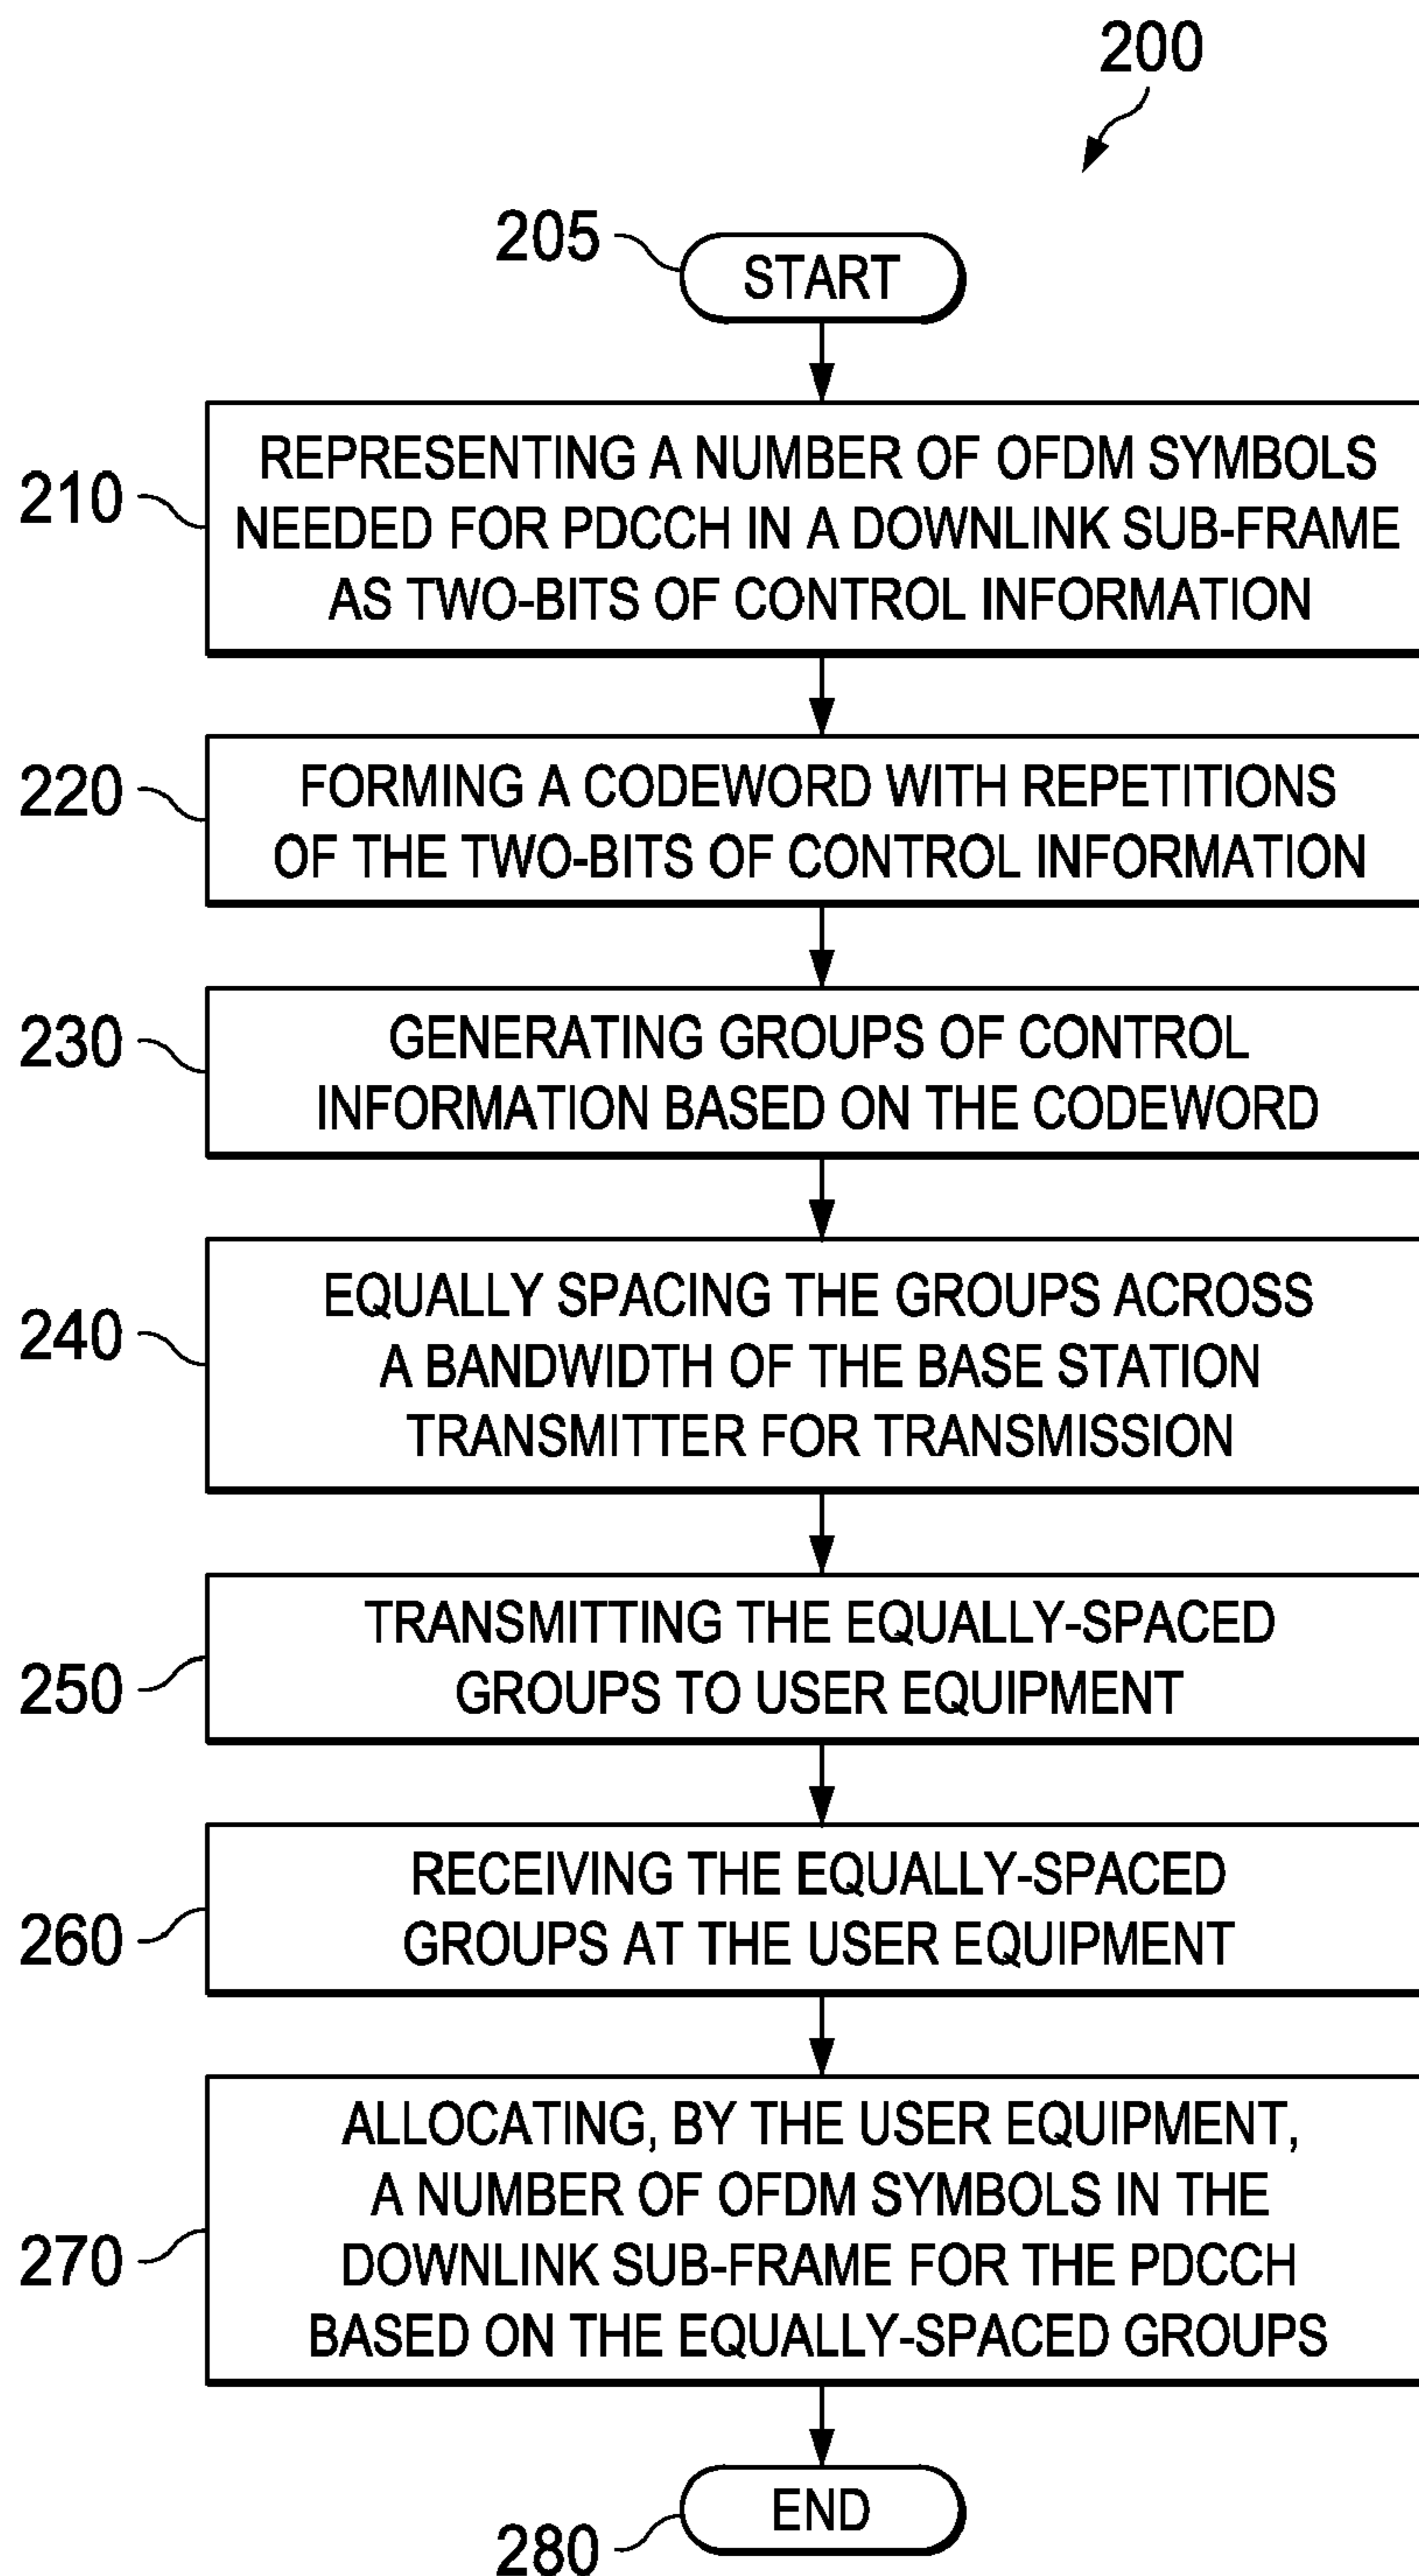 200
205
START
210
REPRESENTING A NUMBER OF OFDM SYMBOLS
NEEDED FOR PDCCH IN A DOWNLINK SUB-FRAME
AS TWO-BITS OF CONTROL INFORMATION
220
FORMING A CODEWORD WITH REPETITIONS
OF THE TWO-BITS OF CONTROL INFORMATION
230
GENERATING GROUPS OF CONTROL
INFORMATION BASED ON THE CODEWORD
240
EQUALLY SPACING THE GROUPS ACROSS
A BANDWIDTH OF THE BASE STATION
TRANSMITTER FOR TRANSMISSION
250
TRANSMITTING THE EQUALLY-SPACED
GROUPS TO USER EQUIPMENT
260
RECEIVING THE EQUALLY-SPACED
GROUPS AT THE USER EQUIPMENT
270
ALLOCATING, BY THE USER EQUIPMENT,
A NUMBER OF OFDM SYMBOLS IN THE
DOWNLINK SUB-FRAME FOR THE PDCCH
BASED ON THE EQUALLY-SPACED GROUPS
END
280